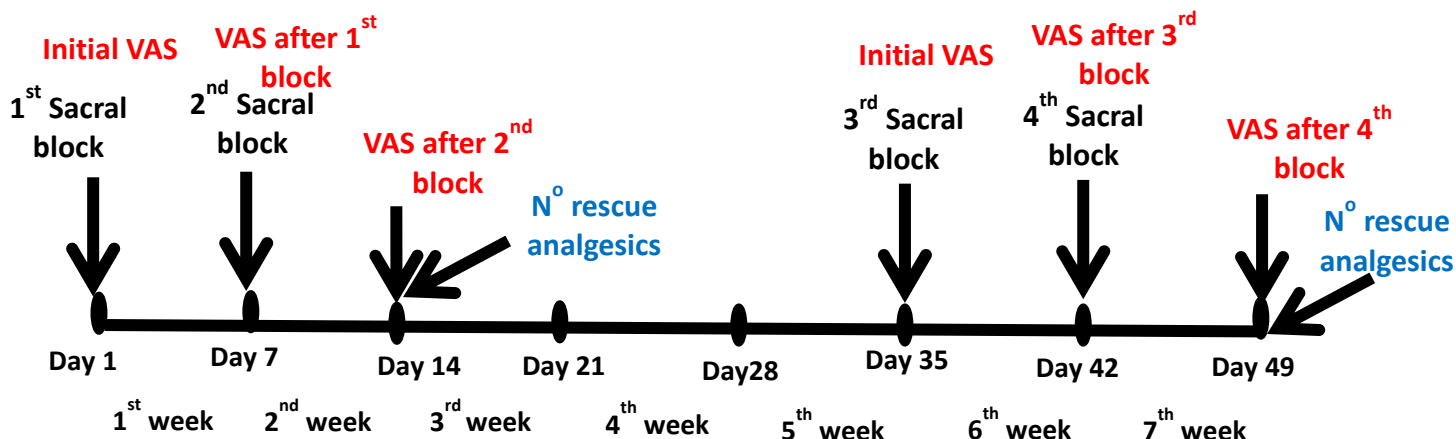 Initial VAS
1st Sacral
block
VAS after 1st
block
2nd Sacral
block
VAS after 2nd
block
No rescue
analgesics
Initial VAS
3rd Sacral
block
VAS after 3rd
block
4th Sacral
block
VAS after 4th
block
No rescue
analgesics
Day 1
Day 7
Day 14
Day 21
Day28
Day 35
Day 42
Day 49
1st week
2nd week
3rd week
4th week
5th week
6th week
7th week